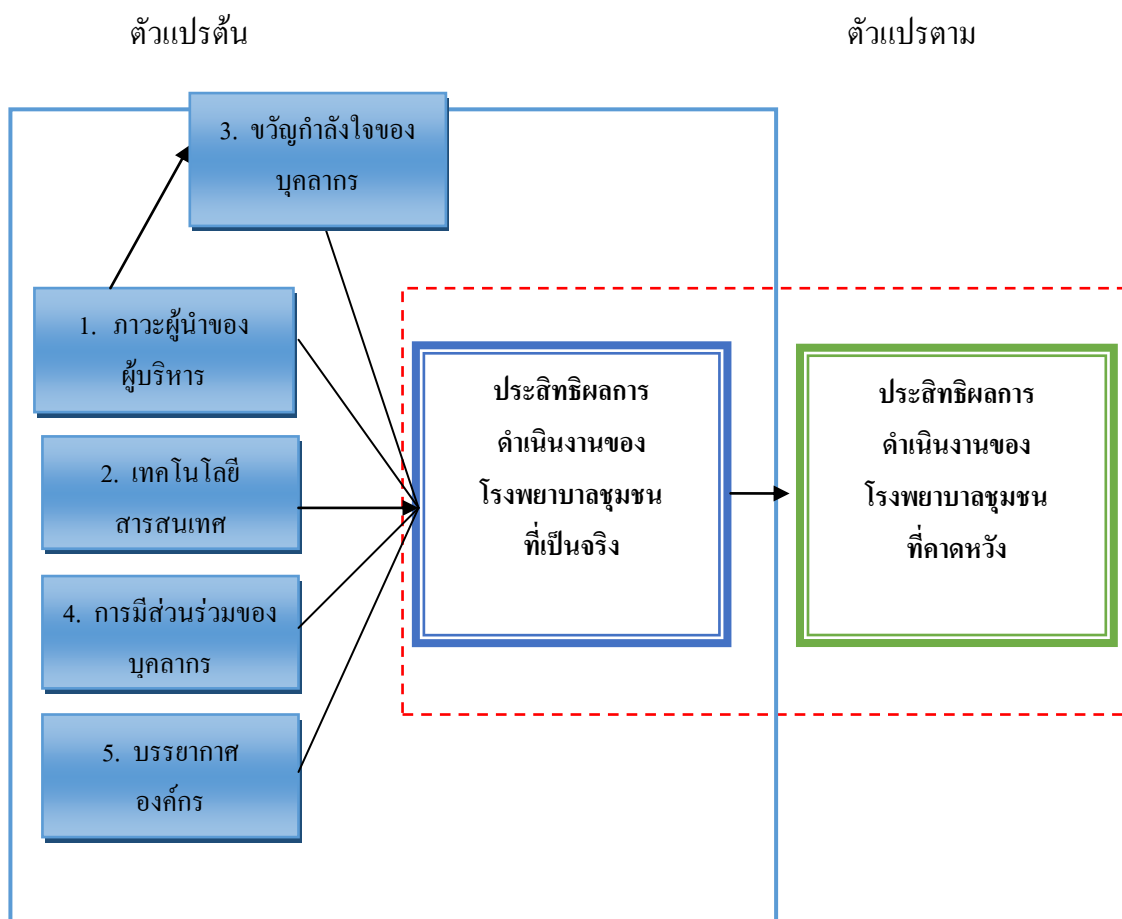 ตัวแปรต้น
ตัวแปรตาม
3. ขวัญกำลังใจของ
บุคลากร
1. ภาวะผู้นำของ
ผู้บริหาร
2. เทคโนโลยี
สารสนเทศ
4. การมีส่วนร่วมของ
บุคลากร
5. บรรยากาศ
องค์กร
ประสิทธิผลการ
ดำเนินงานของ
โรงพยาบาลชุมชน
ที่เป็นจริง
ประสิทธิผลการ
ดำเนินงานของ
โรงพยาบาลชุมชน
ที่คาดหวัง